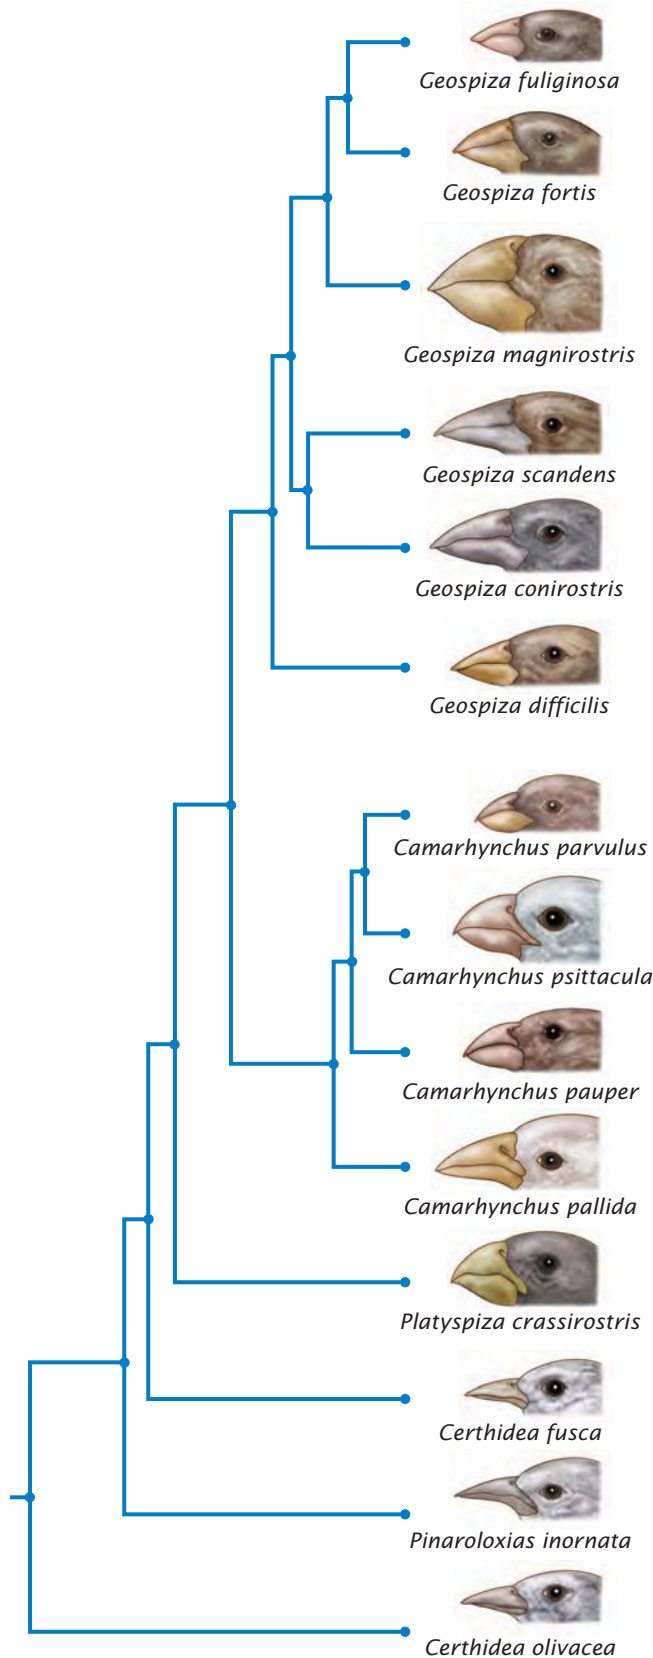 Geospiza fuliginosa
Geospiza fortis
Geospiza magnirostris
Geospiza scandens
Geospiza conirostris
Geospiza difficilis
Camarhynchus parvulus
Camarhynchus psittacula
Camarhynchus pauper
Camarhynchus pallida
Platyspiza crassirostris
Certhidea fusca
Pinaroloxias inornata
Certhidea olivacea